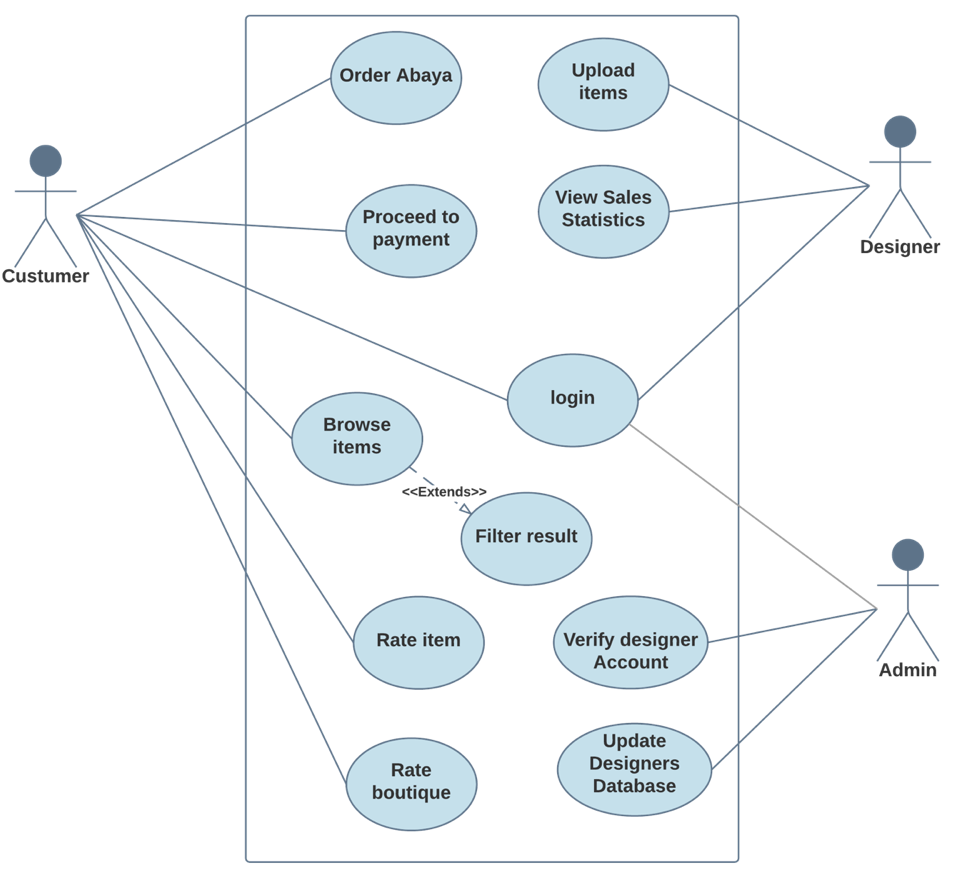 Order Abaya
Upload
items
Proceed to
payment
View Sales
Statistics
Custumer
Designer
login
Browse
items
<<Extends>>
Filter result
Rate item
Verify designer
Account
Admin
Rate
boutique
Update
Designers
Database